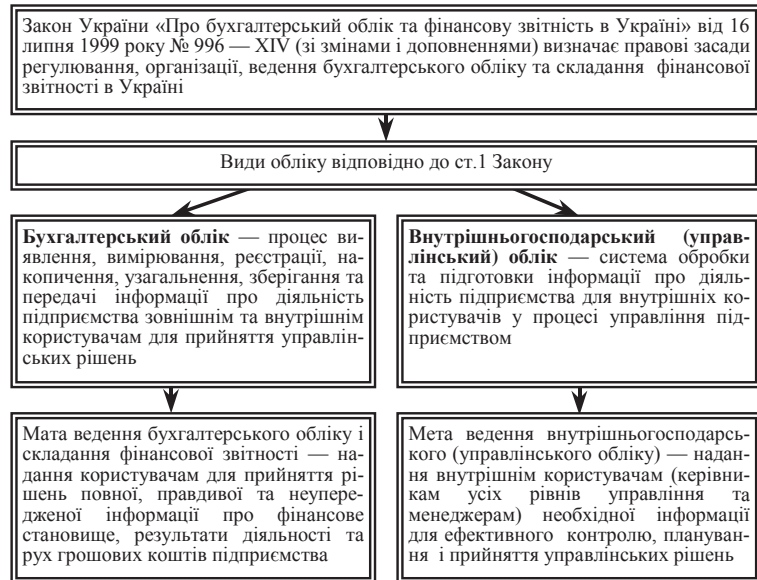 Закон України «Про бухгалтерський облік та фінансову звітність в Україні» від 16
липня 1999 року № 996 — XIV (зі змінами і доповненнями) визначає правові засади
регулювання, організації, ведення бухгалтерського обліку та складання фінансової
звітності в Україні
Види обліку відповідно до ст.1 Закону
Бухгалтерський облік — процес ви-
явлення, вимірювання, реєстрації, на-
копичення, узагальнення, зберігання та
передачі інформації про діяльність
підприємства зовнішнім та внутрішнім
користувачам для прийняття управлін-
ських рішень
Внутрішньогосподарський (управ-
лінський) облік — система обробки
та підготовки інформації про діяль-
ність підприємства для внутрішніх ко-
ристувачів у процесі управління під-
приємством
Мата ведення бухгалтерського обліку і
складання фінансової звітності — на-
дання користувачам для прийняття рі-
шень повної, правдивої та неупере-
дженої інформації про фінансове
становище, результати діяльності та
рух грошових коштів підприємства
Мета ведення внутрішньогосподарсь-
кого (управлінського обліку) — надан-
ня внутрішнім користувачам (керівни-
кам усіх рівнів управління та
менеджерам) необхідної інформації
для ефективного контролю, плануван-
ня і прийняття управлінських рішень